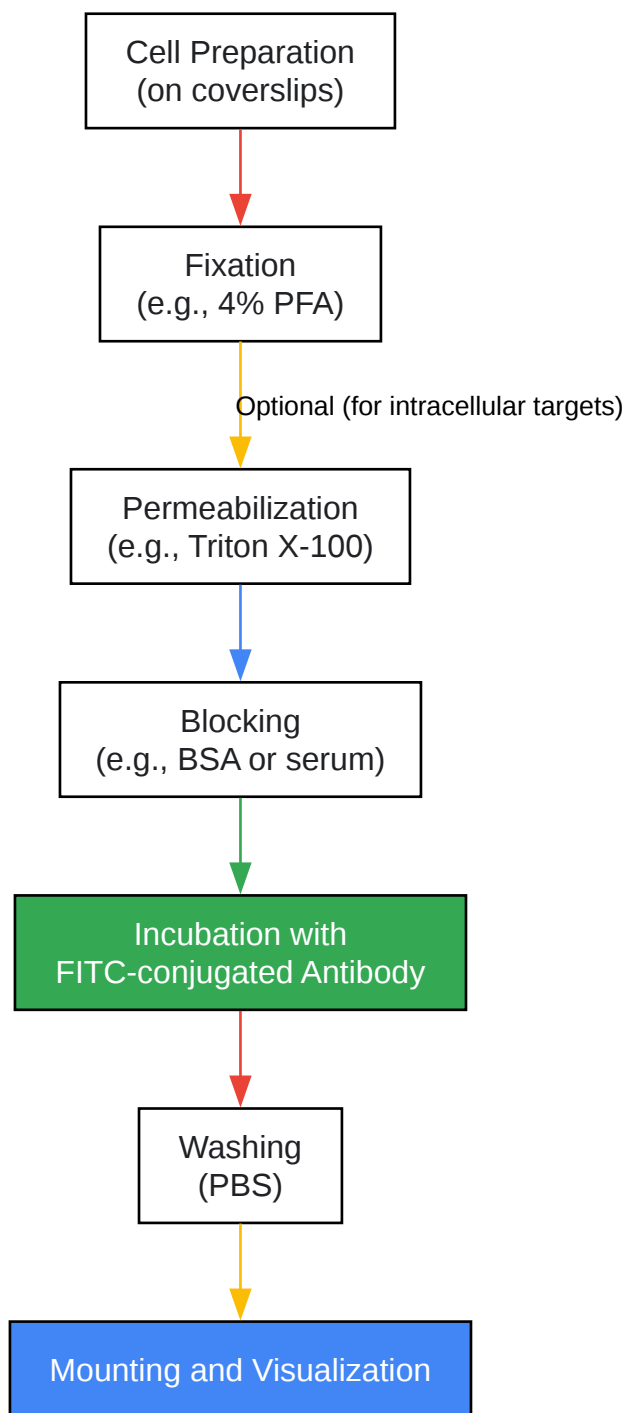 Cell Preparation
(on coverslips)
Fixation
(e.g., 4% PFA)
Optional (for intracellular targets)
Permeabilization
(e.g., Triton X-100)
Blocking
(e.g., BSA or serum)
Incubation with
FITC-conjugated Antibody
Washing
(PBS)
Mounting and Visualization